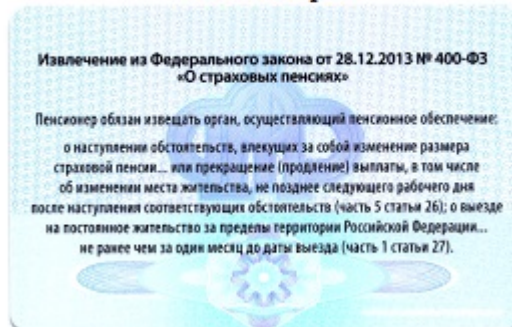 Извлечение из Федерального закона от 28.12.2013 № 400-ФЗ
«О страховых пенсиях»
Пенсионер обязан извещать орган, осуществляющий пенсионное обеспечение:
о наступлении обстоятельств, влекущих за собой изменение размера
страховой пенсии... или прекращение (продление) выплаты, в том числе
об изменении места жительства, не позднее следующего рабочего дня
после наступления соответствующих обстоятельств (часть 5 статьи 26); о выезде
на постоянное жительство за пределы территории Российской Федерации...
не ранее чем за один месяц до даты выезда (часть 1 статьи 27).